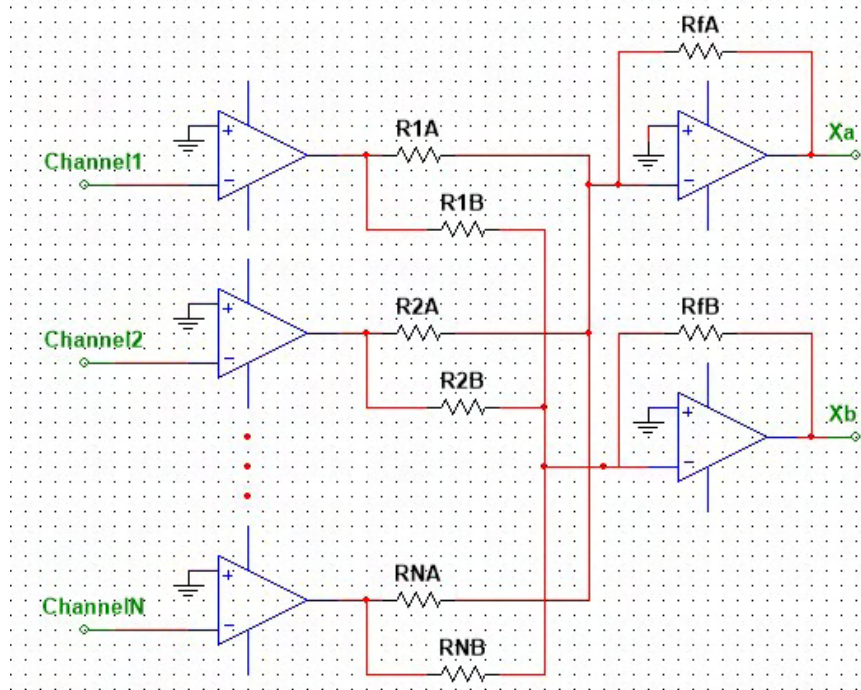 RfA
R1A
Xa
Channel1
R1B
R2A
RfB
Channel2
R2B
Xb
RNA
ChannelN
RNB